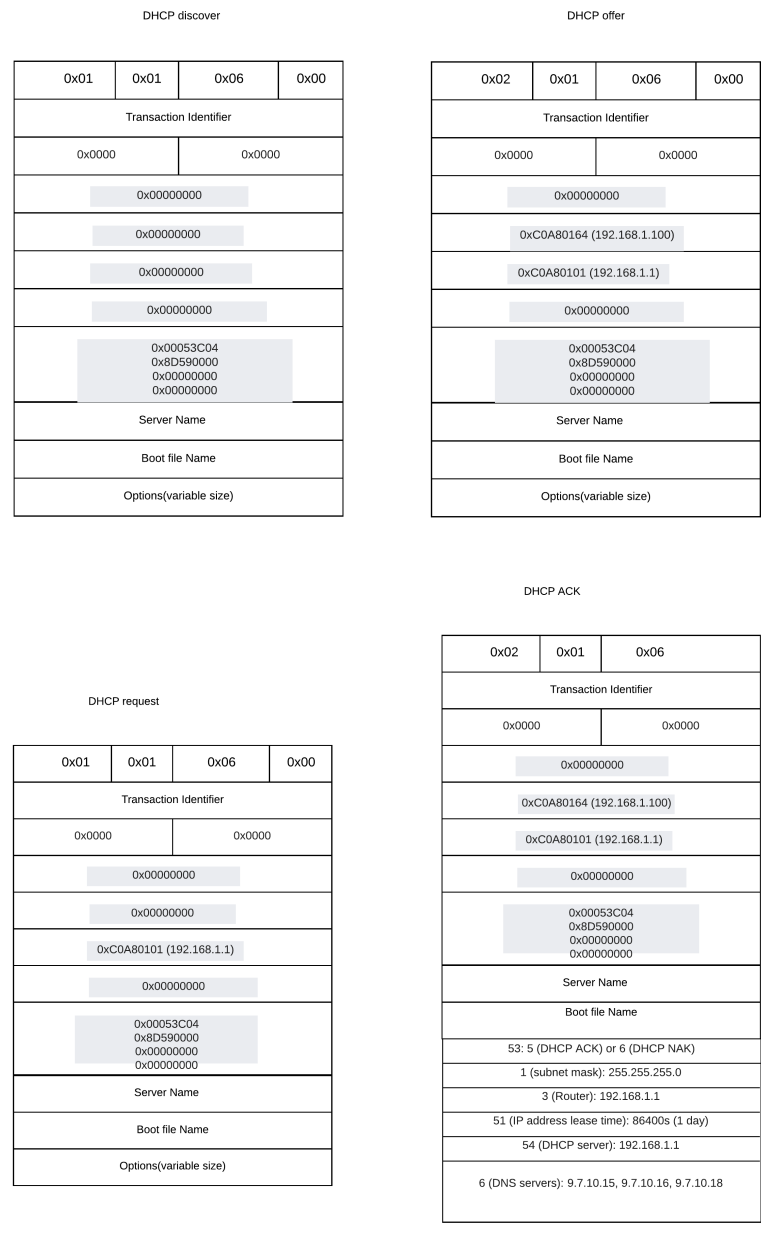 DHCP discover
0x01 0x01 0x06 0x00
Transaction Identifier
0x0000 0x0000
0x00000000
0x00000000
0x00000000
0x00000000
0x00053C04
0x8D590000
0x00000000
0x00000000
Server Name
Boot file Name
Options(variable size)
DHCP offer
0x02 0x01 0x06 0x00
Transaction Identifier
0x0000 0x0000
0x00000000
0xC0A80164 (192.168.1.100)
0xC0A80101 (192.168.1.1)
0x00000000
0x00053C04
0x8D590000
0x00000000
0x00000000
Server Name
Boot file Name
Options(variable size)
DHCP request
0x01 0x01 0x06 0x00
Transaction Identifier
0x0000 0x0000
0x00000000
0x00000000
0xC0A80101 (192.168.1.1)
0x00000000
0x00053C04
0x8D590000
0x00000000
0x00000000
Server Name
Boot file Name
Options(variable size)
DHCP ACK
0x02 0x01 0x06
Transaction Identifier
0x0000 0x0000
0x00000000
0xC0A80164 (192.168.1.100)
0xC0A80101 (192.168.1.1)
0x00000000
0x00053C04
0x8D590000
0x00000000
0x00000000
Server Name
Boot file Name
53: 5 (DHCP ACK) or 6 (DHCP NAK)
1 (subnet mask): 255.255.255.0
3 (Router): 192.168.1.1
51 (IP address lease time): 86400s (1 day)
54 (DHCP server): 192.168.1.1
6 (DNS servers): 9.7.10.15, 9.7.10.16, 9.7.10.18